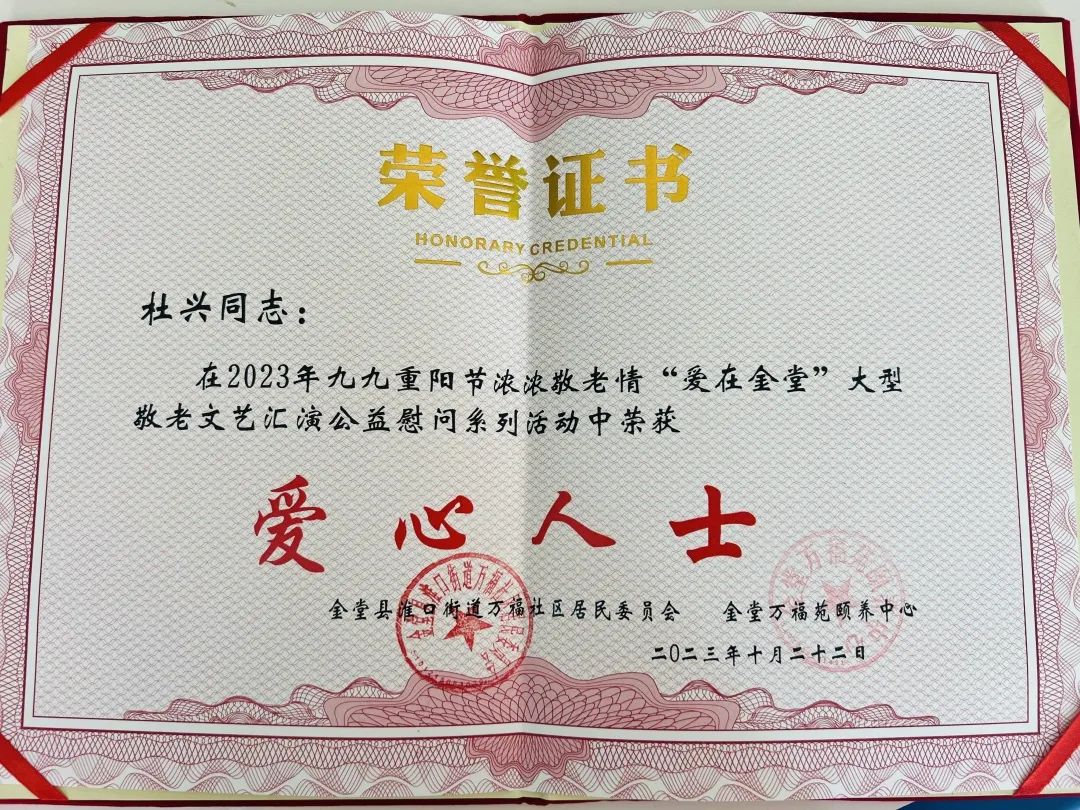 荣誉证书
HONORARY CREDENTIAL
杜兴同志：
在2023年九九重阳节浓浓敬老情“爱在金堂”大型
敬老文艺汇演公益慰问系列活动中荣获
爱心人士
金堂县淮口街道万福社区居民委员会 金堂万福苑颐养中心
二〇二三年十月二十二日